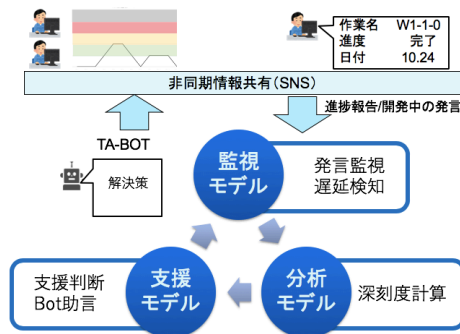 作業名 W1-1-0
進度 完了
日付 10.24
非同期情報共有(SNS)
進捗報告/開発中の発言
TA-BOT
解決策
監視
モデル
発言監視
遅延検知
支援判断
Bot助言
支援
モデル
分析
モデル
深刻度計算